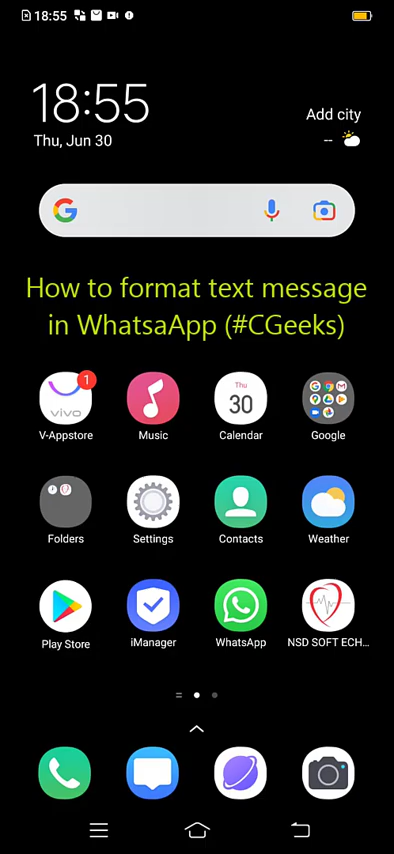 18:55
18:55
Thu, Jun 30
Add city
--
How to format text message
in WhatsaApp (#CGeeks)
1
vivo
Thu
30
V-Appstore
Music
Calendar
Google
Folders
Settings
Contacts
Weather
Play Store
iManager
WhatsApp
NSD SOFT ECH...